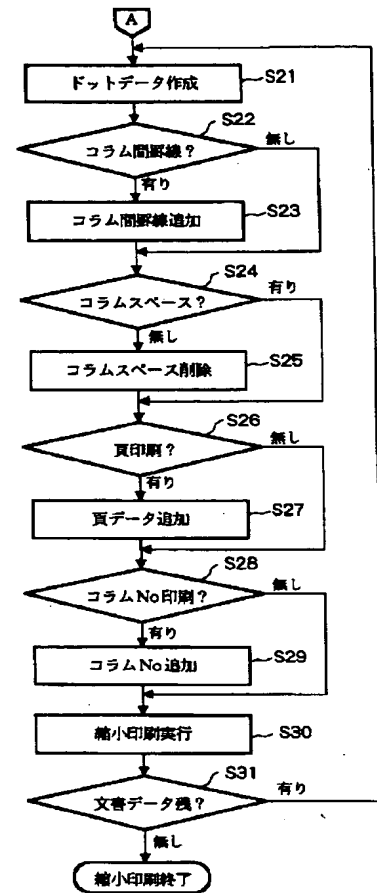 A
ドットデータ作成
S21
S22
コラム間罫線?
無し
有り
コラム間罫線追加
S23
S24
コラムスペース?
有り
無し
コラムスペース削除
S25
S26
頁印刷?
無し
有り
頁データ追加
S27
S28
コラムNo印刷?
無し
有り
コラムNo追加
S29
縮小印刷実行
S30
S31
文書データ残?
有り
無し
縮小印刷終了